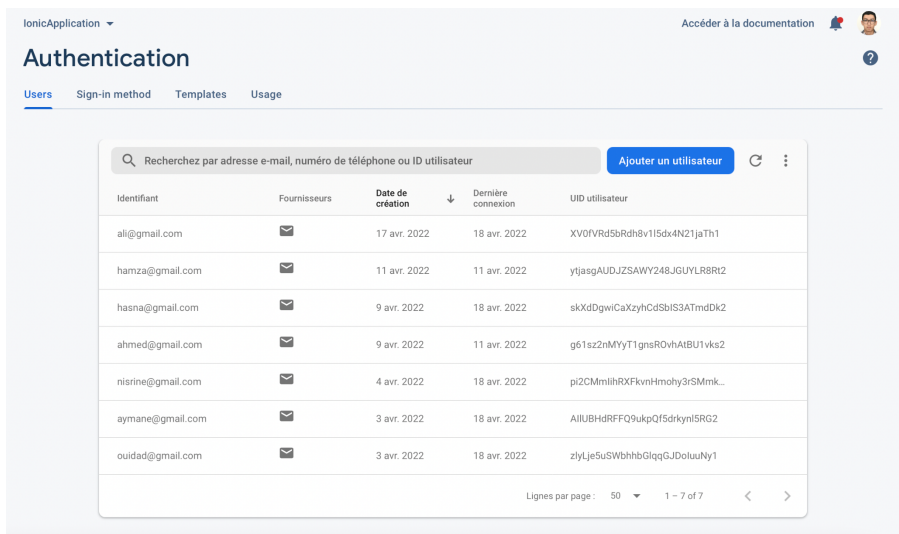 IonicApplication
Accéder à la documentation
Authentication
Users Sign-in method Templates Usage
Recherchez par adresse e-mail, numéro de téléphone ou ID utilisateur
Ajouter un utilisateur
Identifiant Fournisseurs Date de création Dernière connexion UID utilisateur
ali@gmail.com 17 avr. 2022 18 avr. 2022 XV0fVRd5bRdh8v1I5dx4N21jaTh1
hamza@gmail.com 11 avr. 2022 11 avr. 2022 ytjasgAUDJZSAWY248JGUYLR8Rt2
hasna@gmail.com 9 avr. 2022 18 avr. 2022 skXdDgwiCaXzyhCdSbIS3ATmdDk2
ahmed@gmail.com 9 avr. 2022 11 avr. 2022 g61sz2nMYyT1gnsROvhAtBU1vks2
nisrine@gmail.com 4 avr. 2022 18 avr. 2022 pi2CMmlihRXFkvnHmohy3rSMmk...
aymane@gmail.com 3 avr. 2022 18 avr. 2022 AIlUBHdRFFQ9ukpQf5drkynl5RG2
ouidad@gmail.com 3 avr. 2022 18 avr. 2022 zlyLje5uSWbhhbGlqqGJDoIuuNy1
Lignes par page : 50 1 – 7 of 7